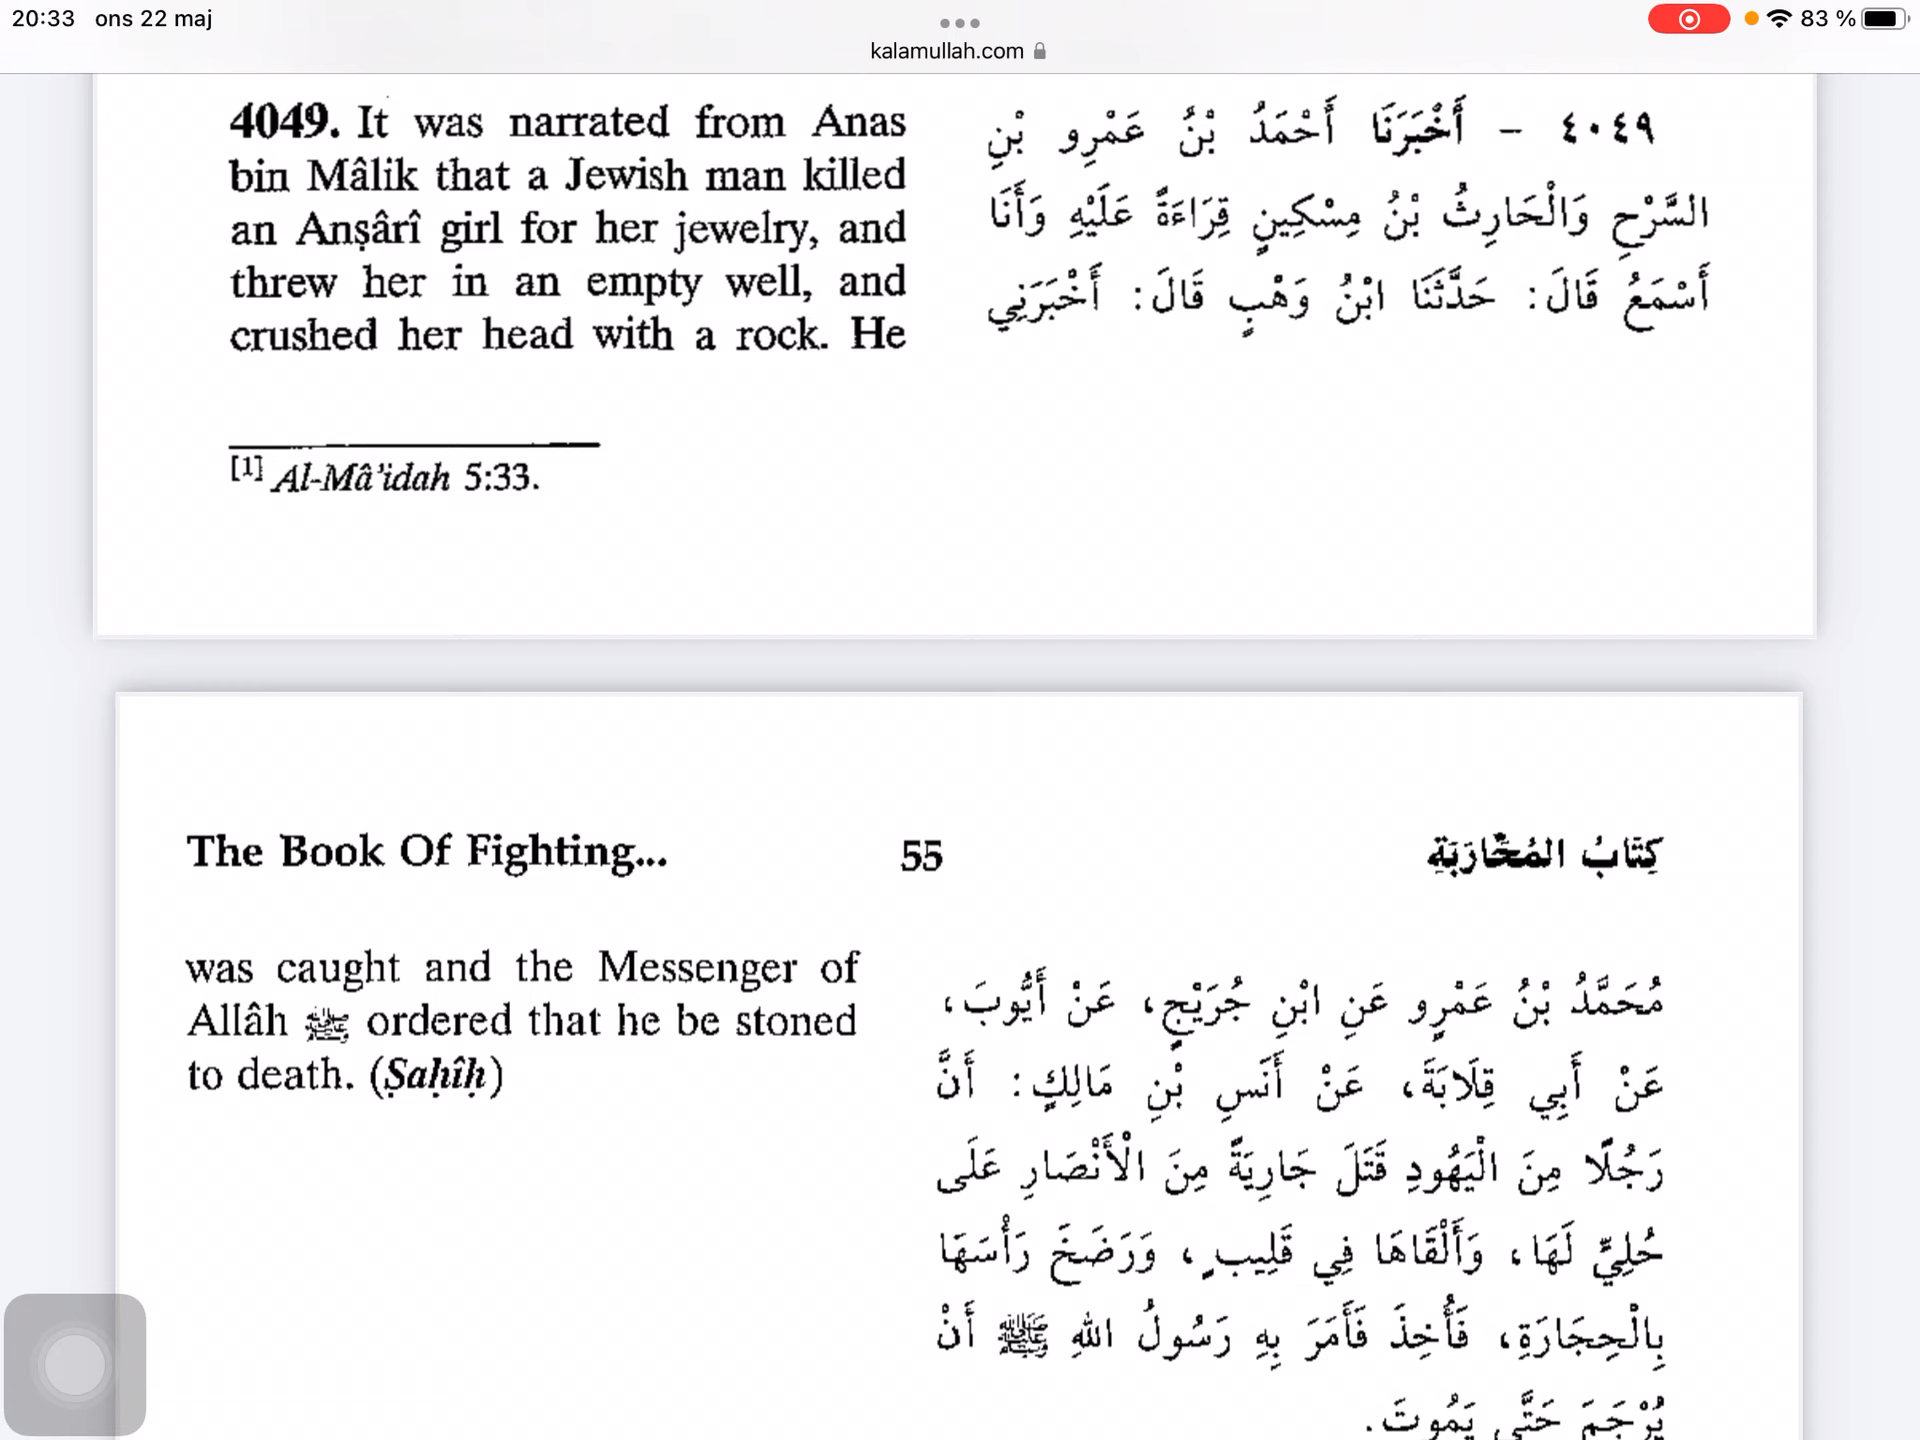 20:33 ons 22 maj
83 %
kalamullah.com
4049. It was narrated from Anas
bin Mâlik that a Jewish man killed
an Anṣârî girl for her jewelry, and
threw her in an empty well, and
crushed her head with a rock. He
٤٠٤٩ - أَخْبَرَنَا أَحْمَدُ بْنُ عَمْرِو بْنِ
السَّرْحِ وَالْحَارِثُ بْنُ مِسْكِينٍ قِرَاءَةً عَلَيْهِ وَأَنَا
أَسْمَعُ قَالَ: حَدَّثَنَا ابْنُ وَهْبٍ قَالَ: أَخْبَرَنِي
[1] Al-Mâ’idah 5:33.
The Book Of Fighting... 55 كِتَابُ المُحَارَبَةِ
was caught and the Messenger of
Allâh ﷺ ordered that he be stoned
to death. (Ṣaḥîḥ)
مُحَمَّدُ بْنُ عَمْرٍو عَنِ ابْنِ جُرَيْجٍ، عَنْ أَيُّوبَ،
عَنْ أَبِي قِلَابَةَ، عَنْ أَنَسِ بْنِ مَالِكٍ: أَنَّ
رَجُلًا مِنَ الْيَهُودِ قَتَلَ جَارِيَةً مِنَ الْأَنْصَارِ عَلَى
حُلِيٍّ لَهَا، وَأَلْقَاهَا فِي قَلِيبٍ، وَرَضَخَ رَأْسَهَا
بِالْحِجَارَةِ، فَأُخِذَ فَأَمَرَ بِهِ رَسُولُ اللهِ ﷺ أَنْ
يُرْجَمَ حَتَّى يَمُوتَ.